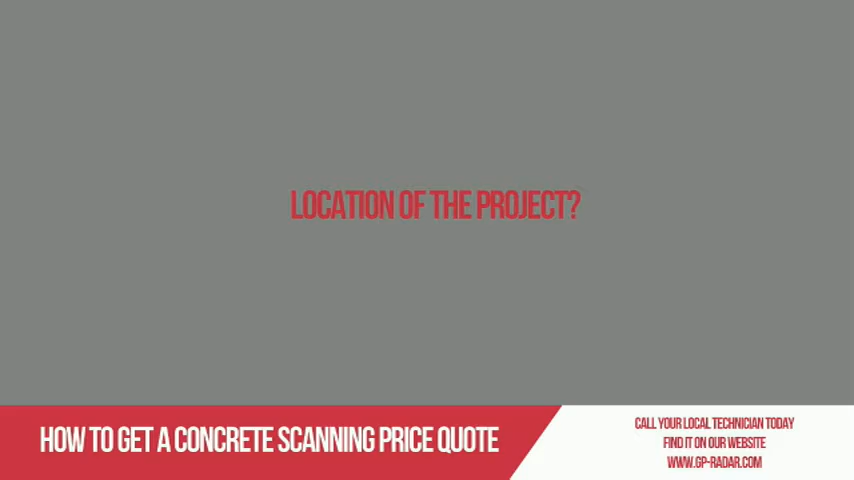 LOCATION OF THE PROJECT?
HOW TO GET A CONCRETE SCANNING PRICE QUOTE
CALL YOUR LOCAL TECHNICIAN TODAY
FIND IT ON OUR WEBSITE
WWW.GP-RADAR.COM